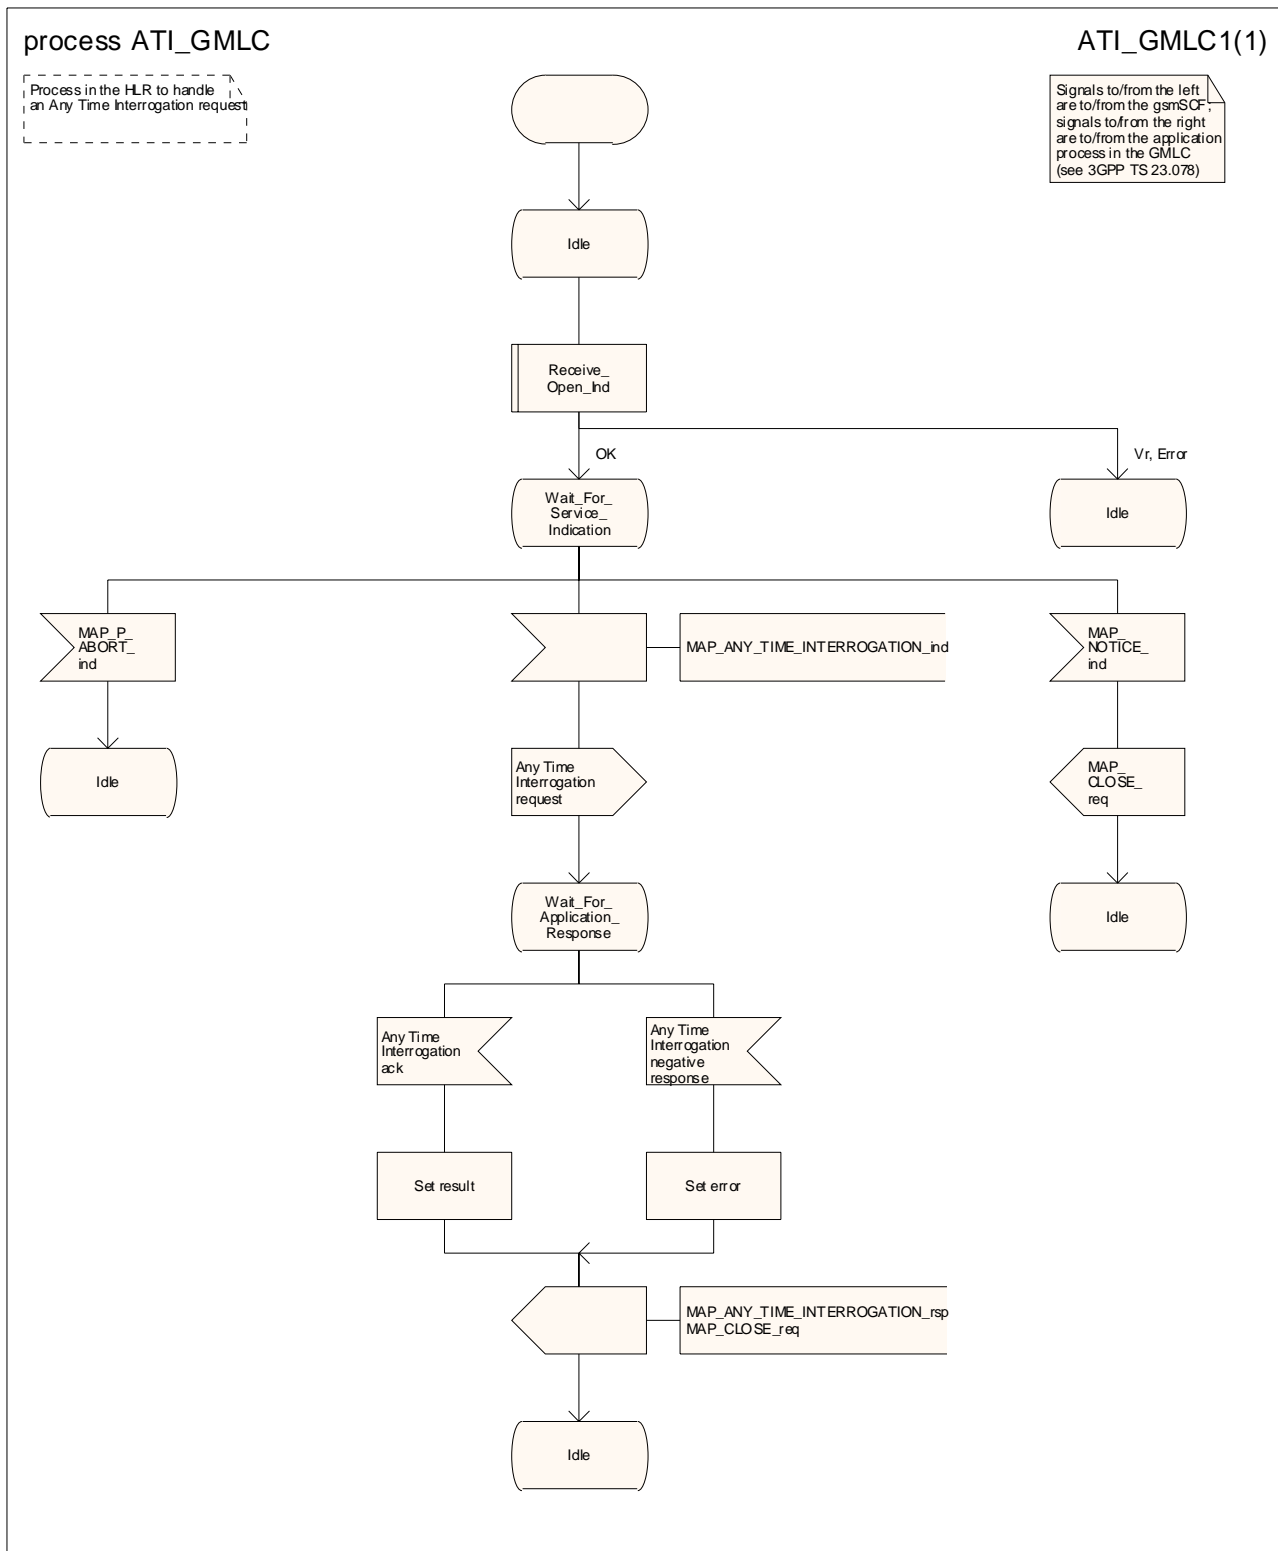 process ATI_GMLC
ATI_GMLC1(1)
Process in the HLR to handle
an Any Time Interrogation request
Signals to/from the left
are to/from the gsmSCF;
signals to/from the right
are to/from the application
process in the GMLC
(see 3GPP TS 23.078)
Idle
Receive_
Open_Ind
OK
Vr, Error
Wait_For_
Service_
Indication
Idle
MAP_P_
ABORT_
ind
MAP_ANY_TIME_INTERROGATION_ind
MAP_
NOTICE_
ind
Idle
Any Time
Interrogation
request
MAP_
CLOSE_
req
Wait_For_
Application_
Response
Idle
Any Time
Interrogation
ack
Any Time
Interrogation
negative
response
Set result
Set error
MAP_ANY_TIME_INTERROGATION_rsp
MAP_CLOSE_req
Idle